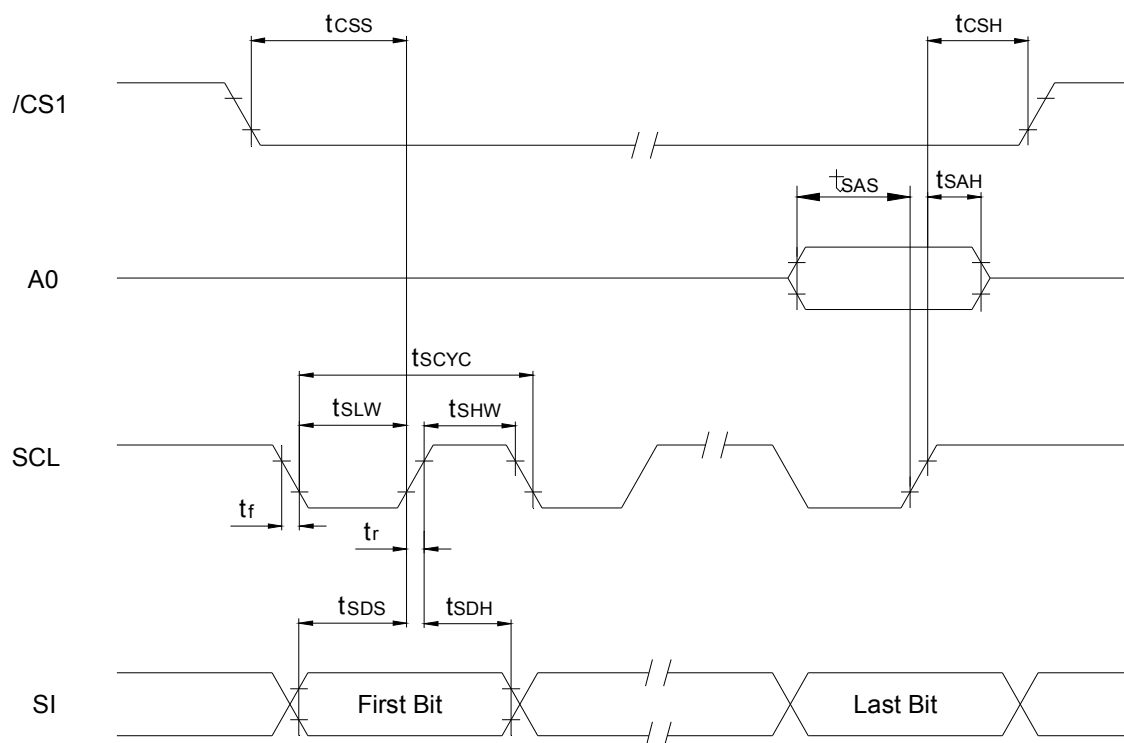 tCSS
tCSH
/CS1
tSAS
tSAH
A0
tSCYC
tSLW
tSHW
SCL
tf
tr
tSDS
tSDH
SI
First Bit
Last Bit